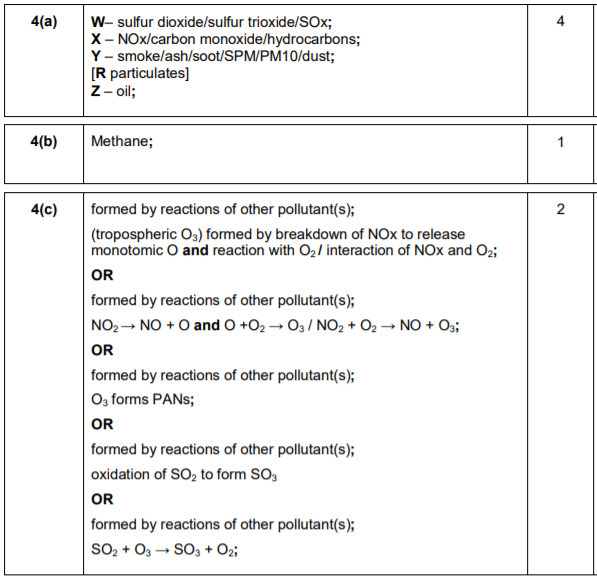 4(a) W– sulfur dioxide/sulfur trioxide/SOx; 4
X – NOx/carbon monoxide/hydrocarbons;
Y – smoke/ash/soot/SPM/PM10/dust;
[R particulates]
Z – oil;
4(b) Methane; 1
4(c) formed by reactions of other pollutant(s); 2
(tropospheric O₃) formed by breakdown of NOx to release
monotomic O and reaction with O₂ / interaction of NOx and O₂;
OR
formed by reactions of other pollutant(s);
NO₂ → NO + O and O +O₂ → O₃ / NO₂ + O₂ → NO + O₃;
OR
formed by reactions of other pollutant(s);
O₃ forms PANs;
OR
formed by reactions of other pollutant(s);
oxidation of SO₂ to form SO₃
OR
formed by reactions of other pollutant(s);
SO₂ + O₃ → SO₃ + O₂;